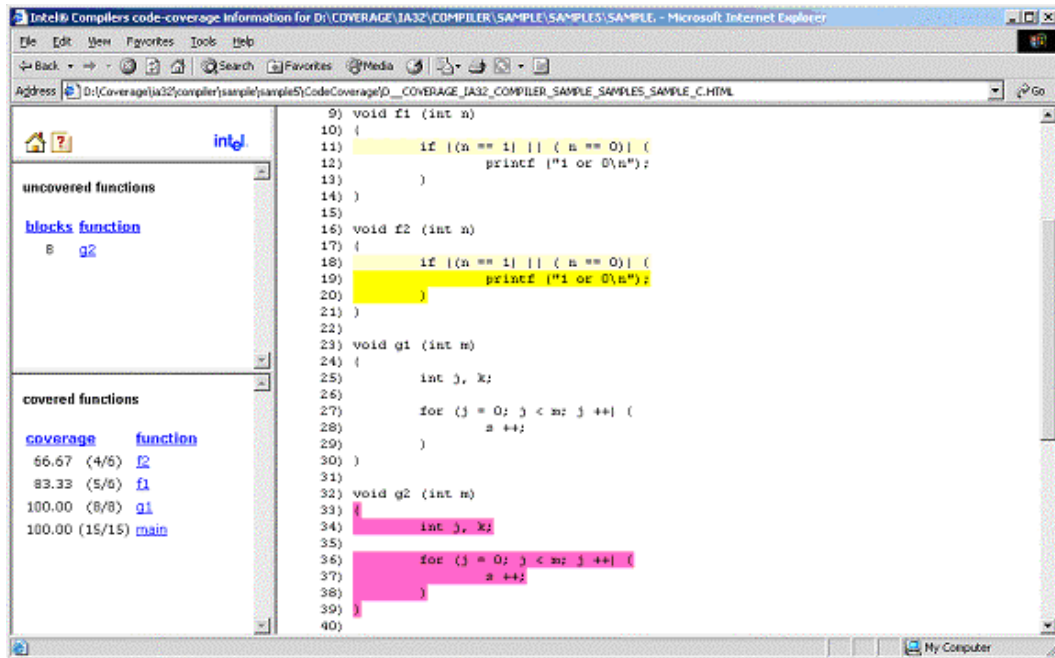 Intel® Compilers code-coverage information for D:\COVERAGE\IA32\COMPILER\SAMPLE\SAMPLE5\SAMPLE. - Microsoft Internet Explorer
File Edit View Favorites Tools Help
Back Search Favorites Media
Address D:\Coverage\ia32\compiler\sample\sample5\CodeCoverage\D__COVERAGE_IA32_COMPILER_SAMPLE_SAMPLE5_SAMPLE_C.HTML Go
intel.
uncovered functions
blocks function
8 g2
covered functions
coverage function
66.67 (4/6) f2
83.33 (5/6) f1
100.00 (8/8) g1
100.00 (15/15) main
9) void f1 (int n)
10) {
11) if ((n == 1) || ( n == 0)) {
12) printf ("1 or 0\n");
13) }
14) }
15)
16) void f2 (int n)
17) {
18) if ((n == 1) || ( n == 0)) {
19) printf ("1 or 0\n");
20) }
21) }
22)
23) void g1 (int m)
24) {
25) int j, k;
26)
27) for (j = 0; j < m; j ++) {
28) s ++;
29) }
30) }
31)
32) void g2 (int m)
33) {
34) int j, k;
35)
36) for (j = 0; j < m; j ++) {
37) s ++;
38) }
39) }
40)
My Computer